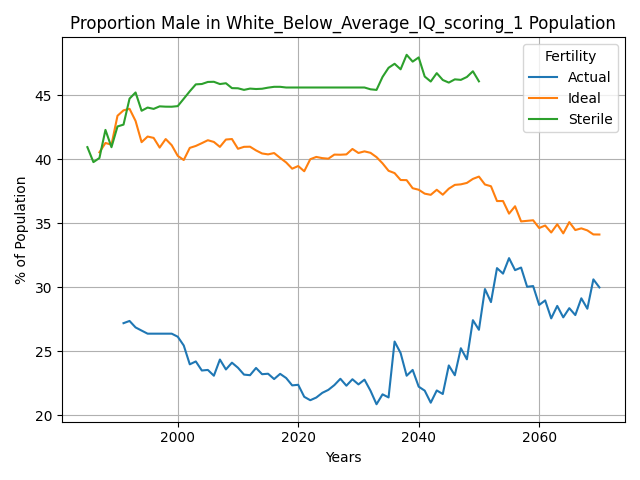 Proportion Male in White_Below_Average_IQ_scoring_1 Population
Fertility
Actual
Ideal
Sterile
% of Population
45
40
35
30
25
20
2000
2020
2040
2060
Years